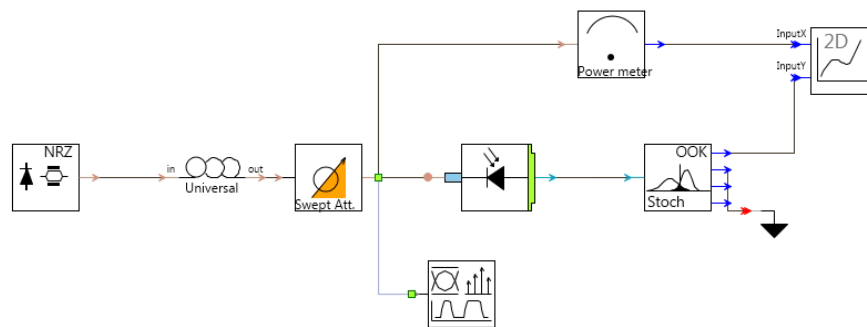 InputX
2D
Power meter
InputY
NRZ
in
out
Universal
Swept Att.
OOK
Stoch